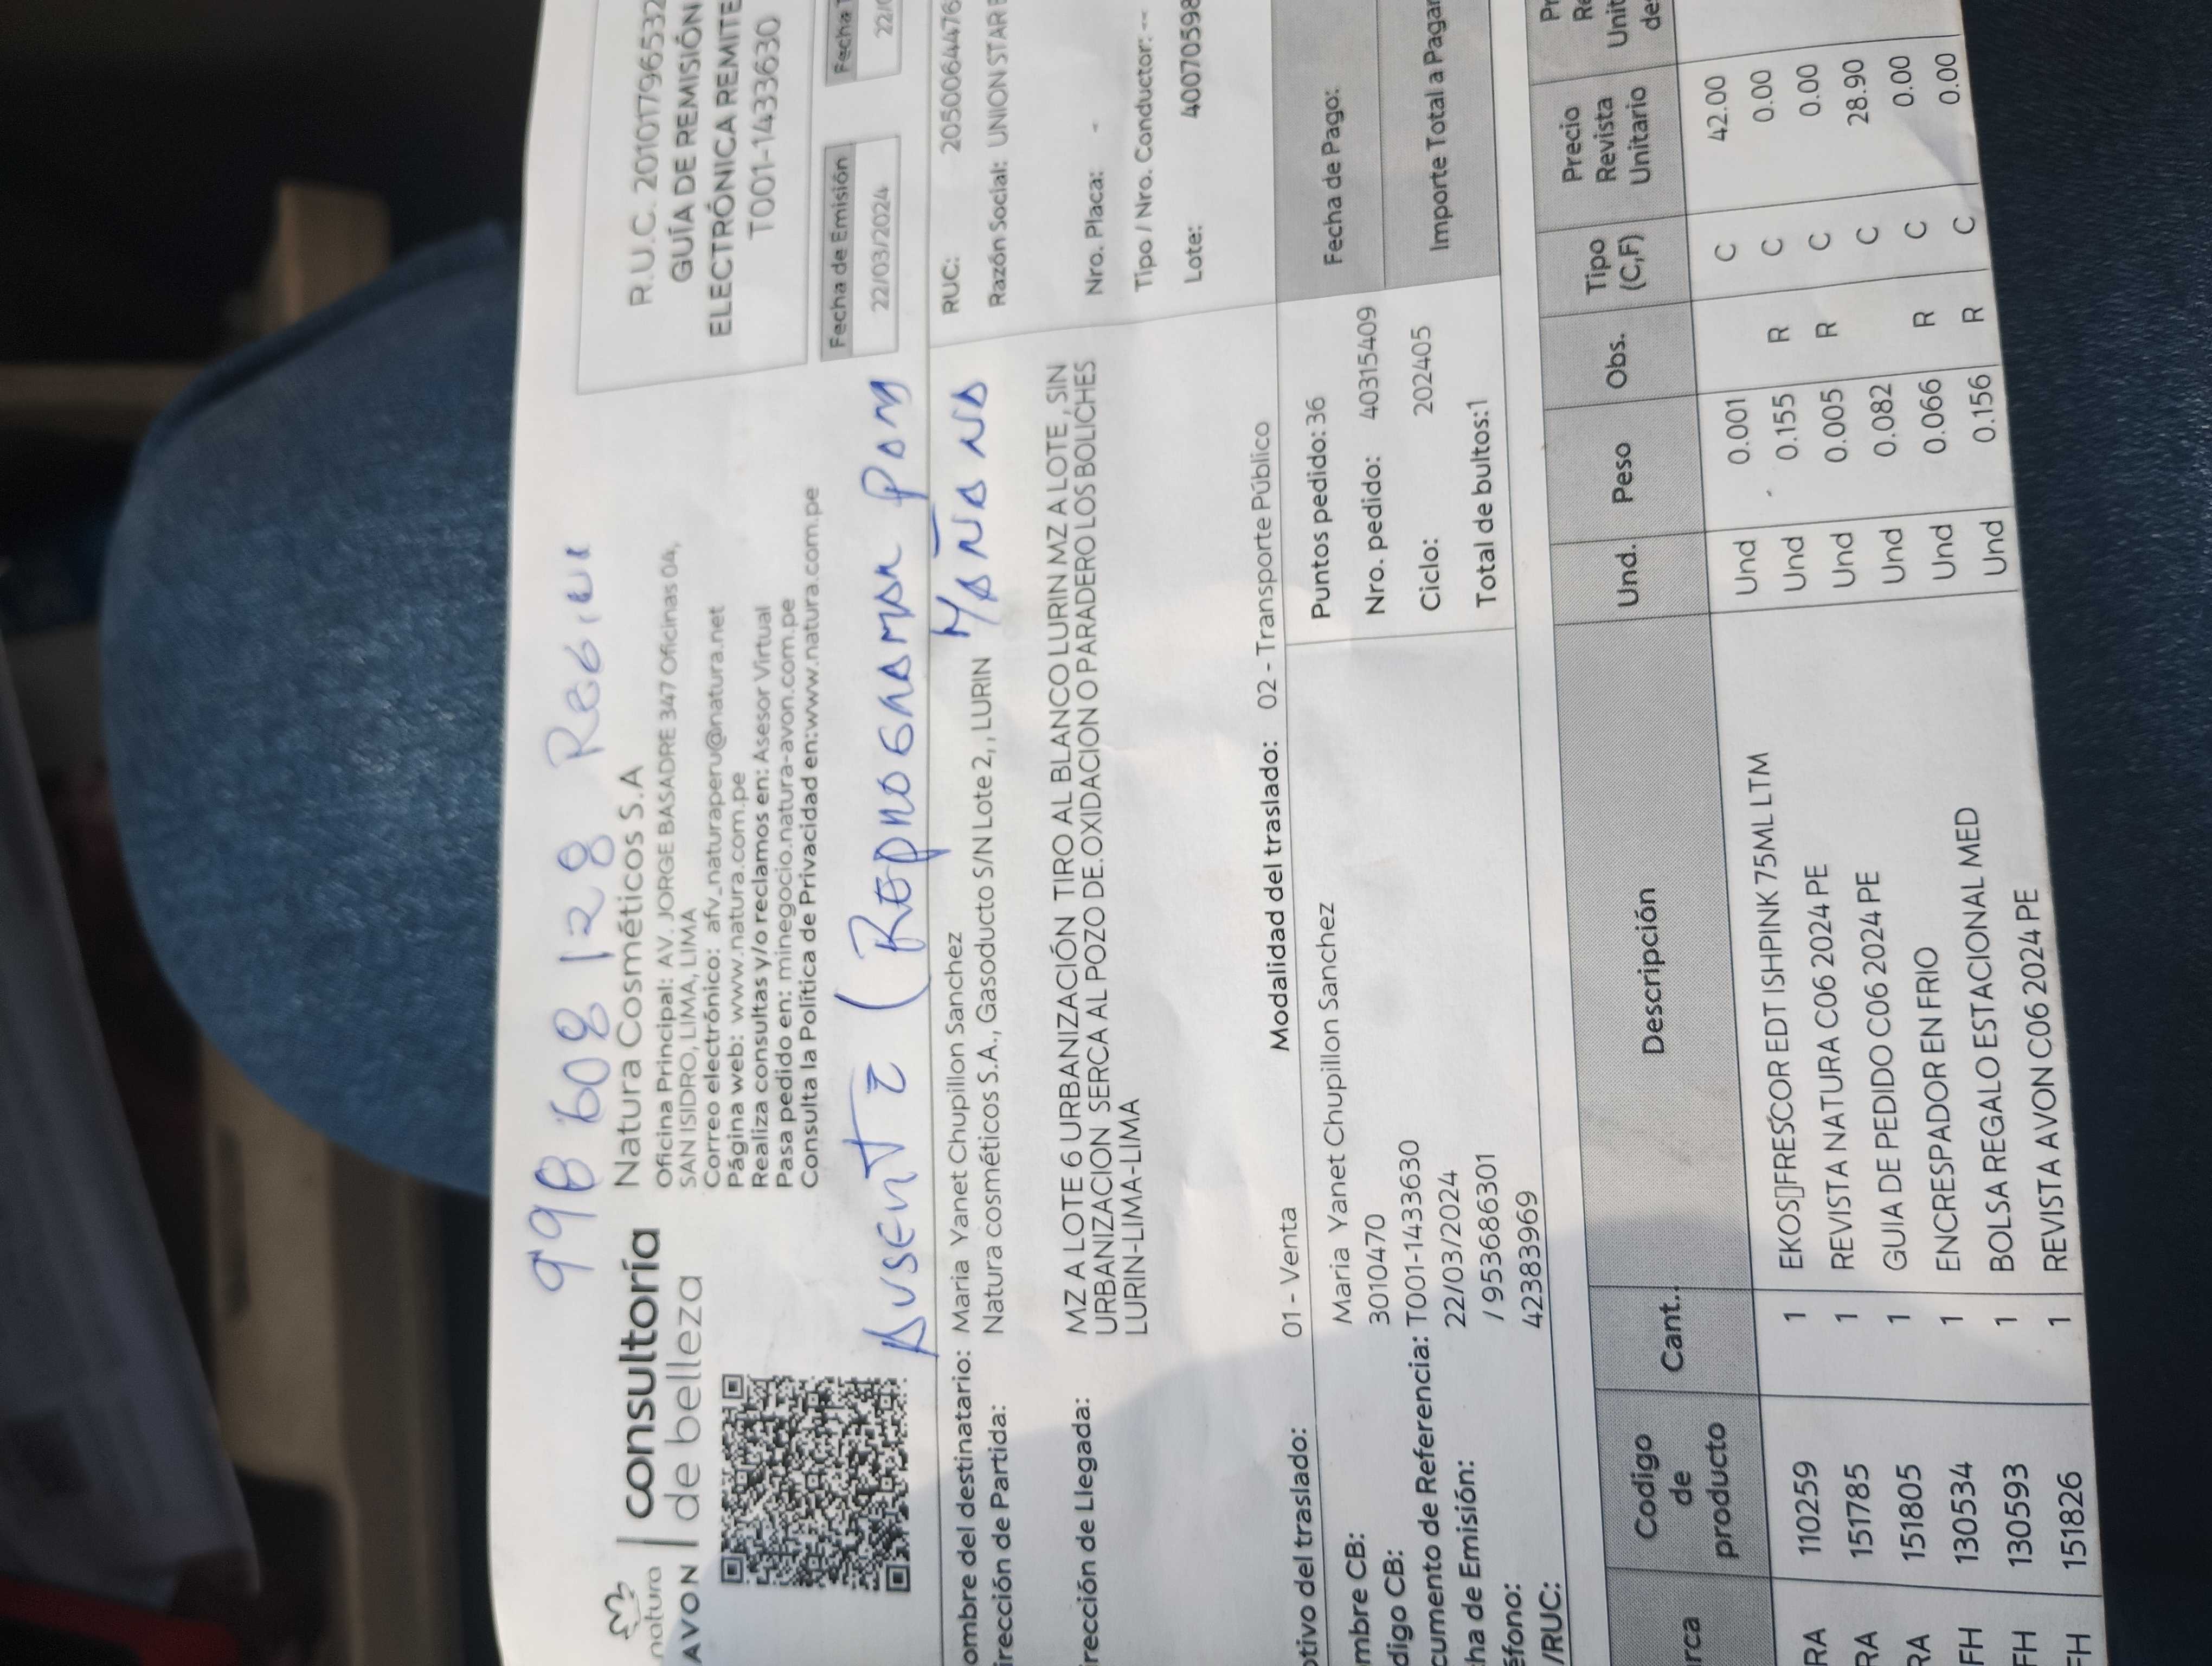 998 608 128
natura
AVON
consultoría
de belleza
Natura Cosméticos S.A
Oficina Principal: AV. JORGE BASADRE 347 Oficinas 04,
SAN ISIDRO, LIMA, LIMA
Correo electrónico: afv_naturaperu@natura.net
Página web: www.natura.com.pe
Realiza consultas y/o reclamos en: Asesor Virtual
Pasa pedido en: minegocio.natura-avon.com.pe
Consulta la Política de Privacidad en:www.natura.com.pe
R.U.C. 20101796532
GUÍA DE REMISIÓN
ELECTRÓNICA REMITE
T001-1433630
Fecha de Emisión
22/03/2024
Fecha
AUSENTE (REPROGRAMAR PARA
MAÑANA
ombre del destinatario: Maria Yanet Chupillon Sanchez
irección de Partida: Natura cosméticos S.A., Gasoducto S/N Lote 2, , LURIN
irección de Llegada: MZ A LOTE 6 URBANIZACIÓN TIRO AL BLANCO LURIN MZ A LOTE , SIN
URBANIZACION SERCA AL POZO DE.OXIDACION O PARADERO LOS BOLICHES
LURIN-LIMA-LIMA
RUC: 2050064476
Razón Social: UNION STAR
Nro. Placa: -
Tipo / Nro. Conductor: --
Lote: 40070598
otivo del traslado: 01 - Venta
Modalidad del traslado: 02 - Transporte Público
mbre CB: Maria Yanet Chupillon Sanchez
digo CB: 3010470
cumento de Referencia: T001-1433630
ha de Emisión: 22/03/2024
éfono: / 953686301
/RUC: 42383969
Puntos pedido: 36
Nro. pedido: 40315409
Ciclo: 202405
Total de bultos:1
Fecha de Pago:
Importe Total a Pagar
rca Codigo de producto Cant.. Descripción Und. Peso Obs. Tipo (C,F) Precio Revista Unitario
RA 110259 1 EKOS▯FRESCOR EDT ISHPINK 75ML LTM Und 0.001 C 42.00
RA 151785 1 REVISTA NATURA C06 2024 PE Und 0.155 R C 0.00
RA 151805 1 GUIA DE PEDIDO C06 2024 PE Und 0.005 R C 0.00
FH 130534 1 ENCRESPADOR EN FRIO Und 0.082 C 28.90
FH 130593 1 BOLSA REGALO ESTACIONAL MED Und 0.066 R C 0.00
FH 151826 1 REVISTA AVON C06 2024 PE Und 0.156 R C 0.00